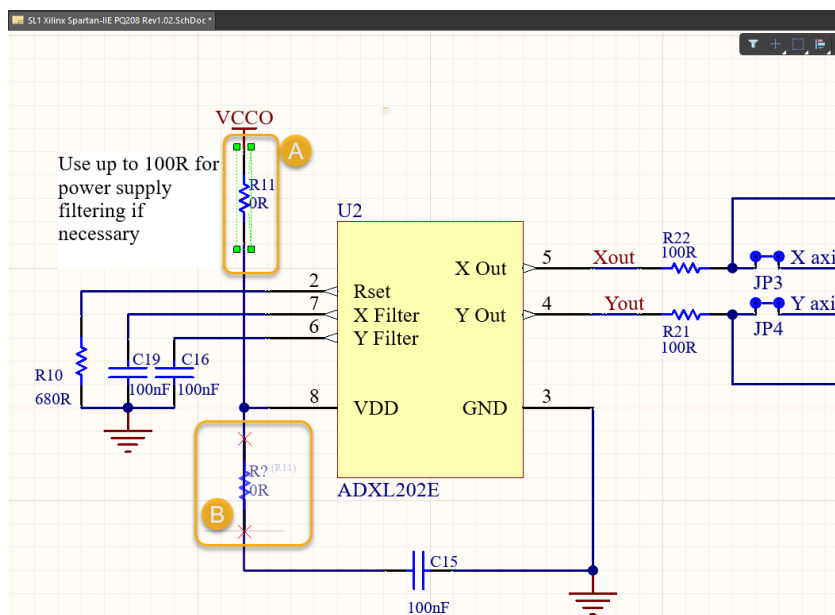 SL1 Xilinx Spartan-IIE PQ208 Rev1.02.SchDoc *
VCCO
A
Use up to 100R for
power supply
filtering if
necessary
R11
0R
U2
2
Rset
7
X Filter
6
Y Filter
8
VDD
X Out
5
Xout
Y Out
4
Yout
GND
3
ADXL202E
R22
100R
X axi
JP3
Y axi
JP4
R21
100R
R10
680R
C19
100nF
C16
100nF
R? (R11)
0R
B
C15
100nF